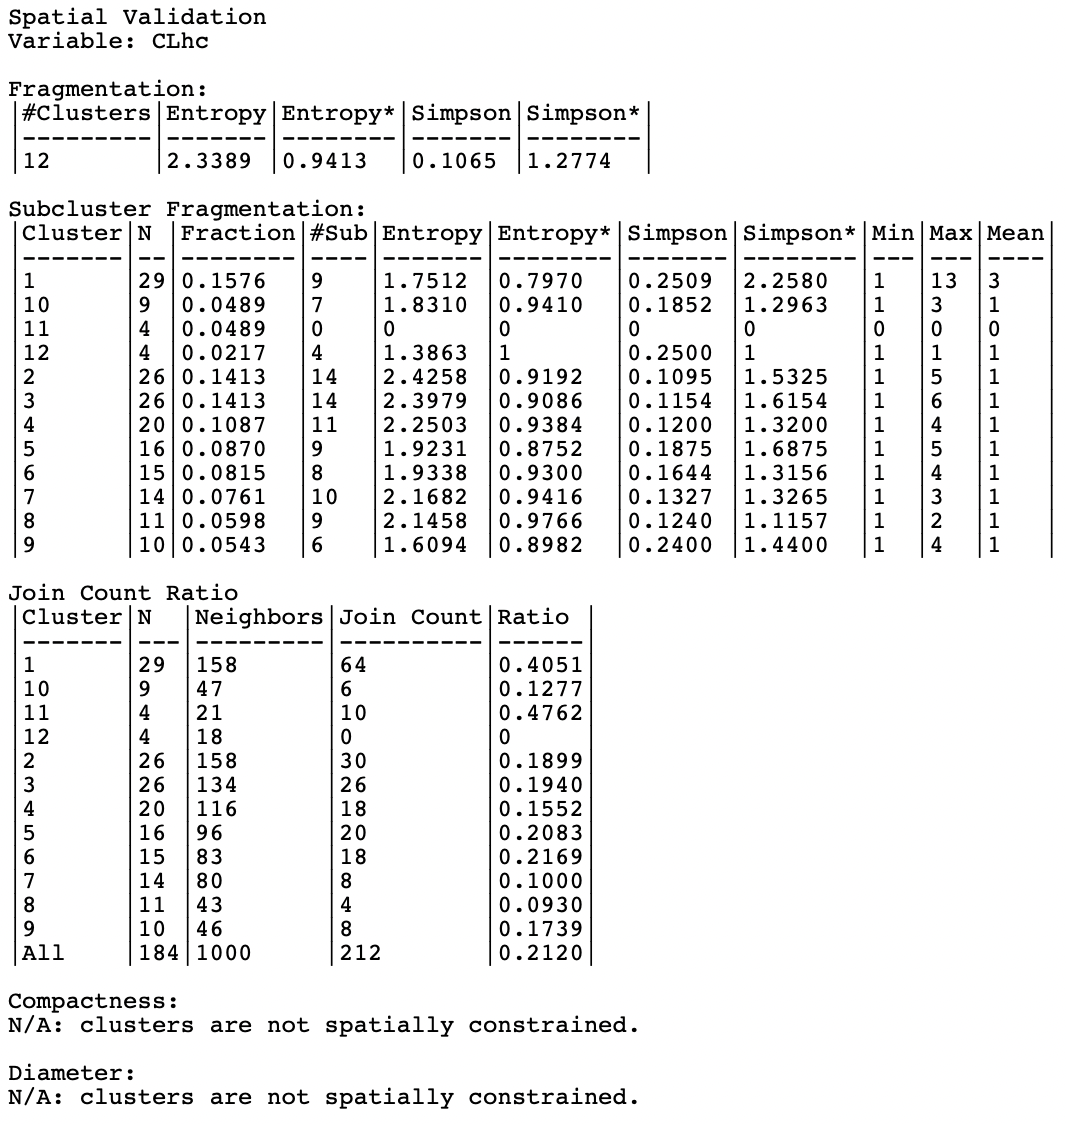 Spatial Validation
Variable: CLhc
Fragmentation:
|#Clusters|Entropy|Entropy*|Simpson|Simpson*|
|---------|-------|--------|-------|--------|
|12 |2.3389 |0.9413 |0.1065 |1.2774 |
Subcluster Fragmentation:
|Cluster|N |Fraction|#Sub|Entropy|Entropy*|Simpson|Simpson*|Min|Max|Mean|
|-------|--|--------|----|-------|--------|-------|--------|---|---|----|
|1 |29|0.1576 |9 |1.7512 |0.7970 |0.2509 |2.2580 |1 |13 |3 |
|10 |9 |0.0489 |7 |1.8310 |0.9410 |0.1852 |1.2963 |1 |3 |1 |
|11 |4 |0.0489 |0 |0 |0 |0 |0 |0 |0 |0 |
|12 |4 |0.0217 |4 |1.3863 |1 |0.2500 |1 |1 |1 |1 |
|2 |26|0.1413 |14 |2.4258 |0.9192 |0.1095 |1.5325 |1 |5 |1 |
|3 |26|0.1413 |14 |2.3979 |0.9086 |0.1154 |1.6154 |1 |6 |1 |
|4 |20|0.1087 |11 |2.2503 |0.9384 |0.1200 |1.3200 |1 |4 |1 |
|5 |16|0.0870 |9 |1.9231 |0.8752 |0.1875 |1.6875 |1 |5 |1 |
|6 |15|0.0815 |8 |1.9338 |0.9300 |0.1644 |1.3156 |1 |4 |1 |
|7 |14|0.0761 |10 |2.1682 |0.9416 |0.1327 |1.3265 |1 |3 |1 |
|8 |11|0.0598 |9 |2.1458 |0.9766 |0.1240 |1.1157 |1 |2 |1 |
|9 |10|0.0543 |6 |1.6094 |0.8982 |0.2400 |1.4400 |1 |4 |1 |
Join Count Ratio
|Cluster|N |Neighbors|Join Count|Ratio |
|-------|---|---------|----------|------|
|1 |29 |158 |64 |0.4051|
|10 |9 |47 |6 |0.1277|
|11 |4 |21 |10 |0.4762|
|12 |4 |18 |0 |0 |
|2 |26 |158 |30 |0.1899|
|3 |26 |134 |26 |0.1940|
|4 |20 |116 |18 |0.1552|
|5 |16 |96 |20 |0.2083|
|6 |15 |83 |18 |0.2169|
|7 |14 |80 |8 |0.1000|
|8 |11 |43 |4 |0.0930|
|9 |10 |46 |8 |0.1739|
|All |184|1000 |212 |0.2120|
Compactness:
N/A: clusters are not spatially constrained.
Diameter:
N/A: clusters are not spatially constrained.